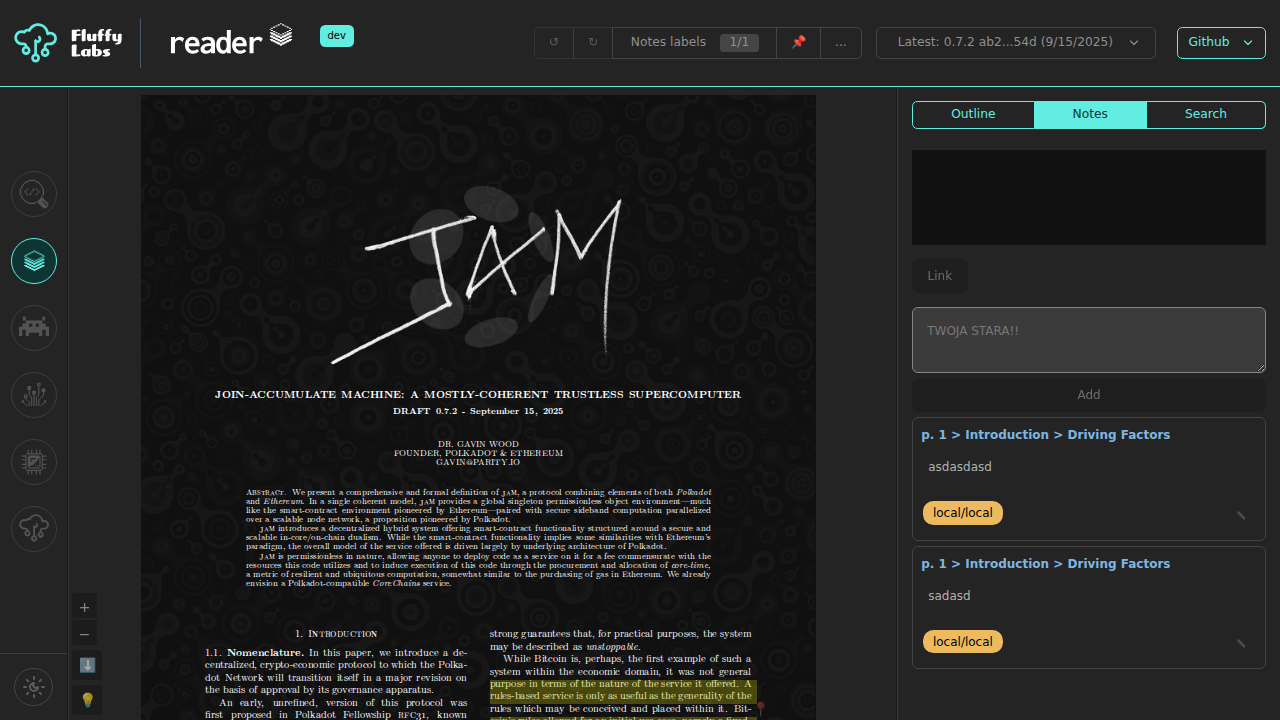 Fluffy
Labs
reader
dev
↺
↻
Notes labels 1/1
...
Latest: 0.7.2 ab2...54d (9/15/2025)
Github
Outline
Notes
Search
JAM
JOIN-ACCUMULATE MACHINE: A MOSTLY-COHERENT TRUSTLESS SUPERCOMPUTER
DRAFT 0.7.2 - September 15, 2025
DR. GAVIN WOOD
FOUNDER, POLKADOT & ETHEREUM
GAVIN@PARITY.IO
Abstract. We present a comprehensive and formal definition of JAM, a protocol combining elements of both Polkadot
and Ethereum. In a single coherent model, JAM provides a global singleton permissionless object environment—much
like the smart-contract environment pioneered by Ethereum—paired with secure sideband computation parallelized
over a scalable node network, a proposition pioneered by Polkadot.
JAM introduces a decentralized hybrid system offering smart-contract functionality structured around a secure and
scalable in-core/on-chain dualism. While the smart-contract functionality implies some similarities with Ethereum's
paradigm, the overall model of the service offered is driven largely by underlying architecture of Polkadot.
JAM is permissionless in nature, allowing anyone to deploy code as a service on it for a fee commensurate with the
resources this code utilizes and to induce execution of this code through the procurement and allocation of core-time,
a metric of resilient and ubiquitous computation, somewhat similar to the purchasing of gas in Ethereum. We already
envision a Polkadot-compatible CoreChains service.
1. Introduction
1.1. Nomenclature. In this paper, we introduce a de-
centralized, crypto-economic protocol to which the Polka-
dot Network will transition itself in a major revision on
the basis of approval by its governance apparatus.
An early, unrefined, version of this protocol was
first proposed in Polkadot Fellowship RFC31, known
strong guarantees that, for practical purposes, the system
may be described as unstoppable.
While Bitcoin is, perhaps, the first example of such a
system within the economic domain, it was not general
purpose in terms of the nature of the service it offered. A
rules-based service is only as useful as the generality of the
rules which may be conceived and placed within it. Bit-
+
−
Link
TWOJA STARA!!
Add
p. 1 > Introduction > Driving Factors
asdasdasd
local/local
p. 1 > Introduction > Driving Factors
sadasd
local/local